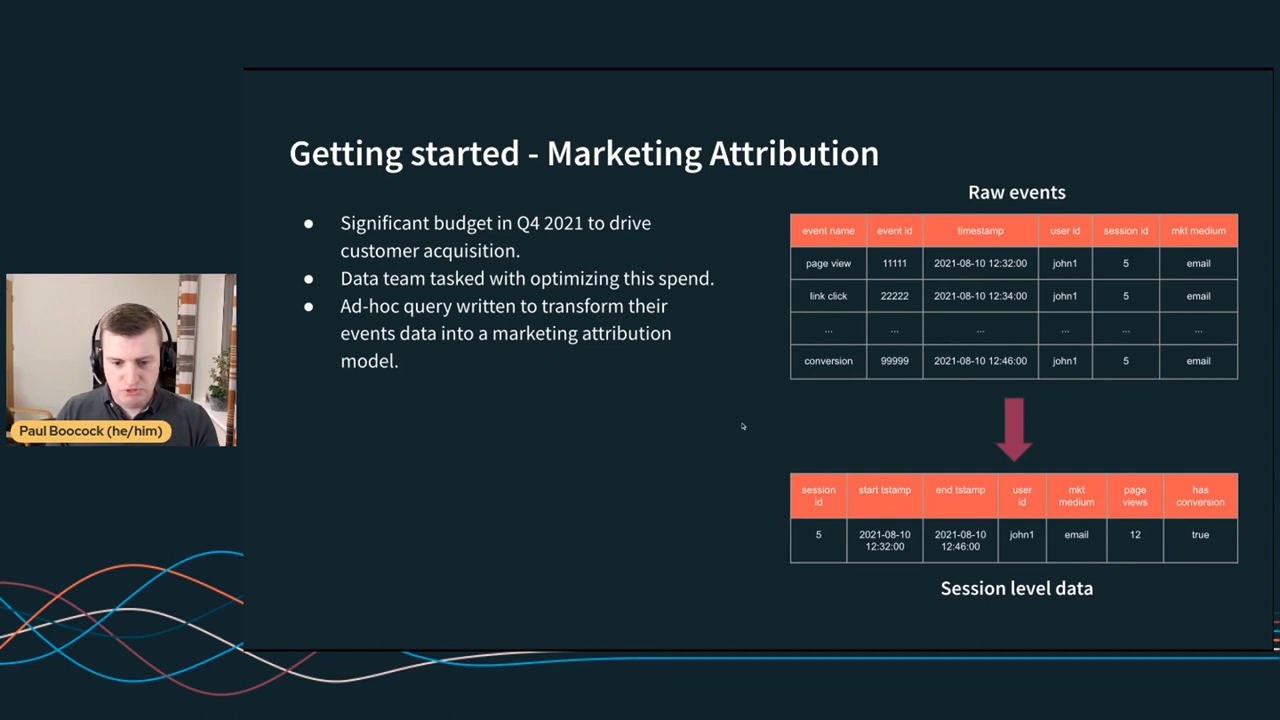 Getting started - Marketing Attribution
● Significant budget in Q4 2021 to drive
customer acquisition.
● Data team tasked with optimizing this spend.
● Ad-hoc query written to transform their
events data into a marketing attribution
model.
Raw events
event name event id timestamp user id session id mkt medium
page view 11111 2021-08-10 12:32:00 john1 5 email
link click 22222 2021-08-10 12:34:00 john1 5 email
... ... ... ... ... ...
conversion 99999 2021-08-10 12:46:00 john1 5 email
session id start tstamp end tstamp user id mkt medium page views has conversion
5 2021-08-10 12:32:00 2021-08-10 12:46:00 john1 email 12 true
Session level data
Paul Boocock (he/him)